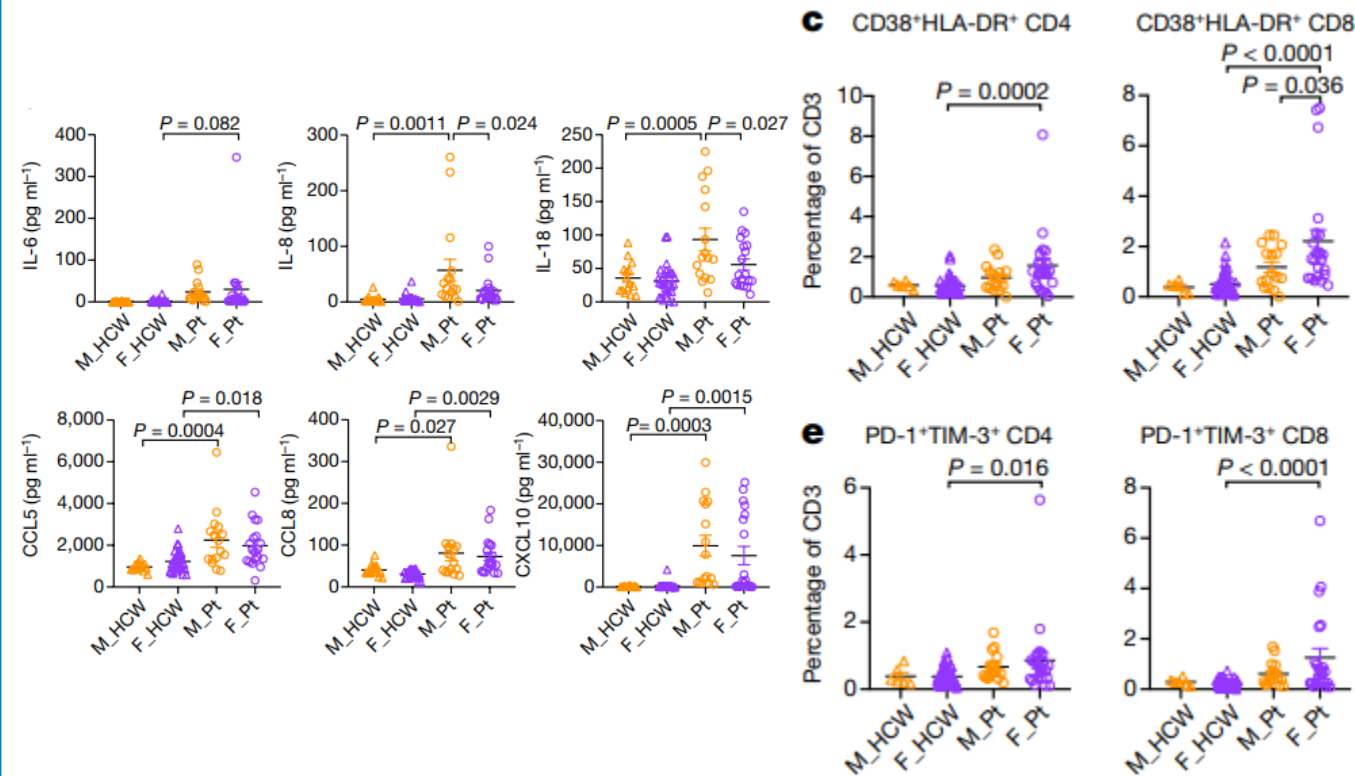 P = 0.082
400
300
200
100
0
IL-6 (pg ml⁻¹)
M_HCW
F_HCW
M_Pt
F_Pt
P = 0.0011
P = 0.024
300
200
100
0
IL-8 (pg ml⁻¹)
M_HCW
F_HCW
M_Pt
F_Pt
P = 0.0005
P = 0.027
250
200
150
100
50
0
IL-18 (pg ml⁻¹)
M_HCW
F_HCW
M_Pt
F_Pt
P = 0.018
P = 0.0004
8,000
6,000
4,000
2,000
0
CCL5 (pg ml⁻¹)
M_HCW
F_HCW
M_Pt
F_Pt
P = 0.0029
P = 0.027
400
300
200
100
0
CCL8 (pg ml⁻¹)
M_HCW
F_HCW
M_Pt
F_Pt
P = 0.0015
P = 0.0003
40,000
30,000
20,000
10,000
0
CXCL10 (pg ml⁻¹)
M_HCW
F_HCW
M_Pt
F_Pt
c
CD38⁺HLA-DR⁺ CD4
P = 0.0002
10
8
6
4
2
0
Percentage of CD3
M_HCW
F_HCW
M_Pt
F_Pt
CD38⁺HLA-DR⁺ CD8
P < 0.0001
P = 0.036
8
6
4
2
0
M_HCW
F_HCW
M_Pt
F_Pt
e
PD-1⁺TIM-3⁺ CD4
P = 0.016
6
4
2
0
Percentage of CD3
M_HCW
F_HCW
M_Pt
F_Pt
PD-1⁺TIM-3⁺ CD8
P < 0.0001
8
6
4
2
0
M_HCW
F_HCW
M_Pt
F_Pt